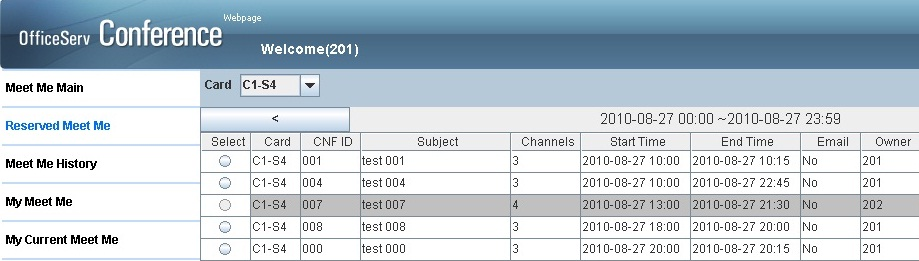 OfficeServ Conference Webpage
Welcome(201)
Meet Me Main
Reserved Meet Me
Meet Me History
My Meet Me
My Current Meet Me
Card C1-S4
< 2010-08-27 00:00 ~2010-08-27 23:59
Select Card CNF ID Subject Channels Start Time End Time Email Owner
C1-S4 001 test 001 3 2010-08-27 10:00 2010-08-27 10:15 No 201
C1-S4 004 test 004 3 2010-08-27 10:00 2010-08-27 22:45 No 201
C1-S4 007 test 007 4 2010-08-27 13:00 2010-08-27 21:30 No 202
C1-S4 008 test 008 3 2010-08-27 18:00 2010-08-27 20:00 No 201
C1-S4 000 test 000 3 2010-08-27 20:00 2010-08-27 20:15 No 201